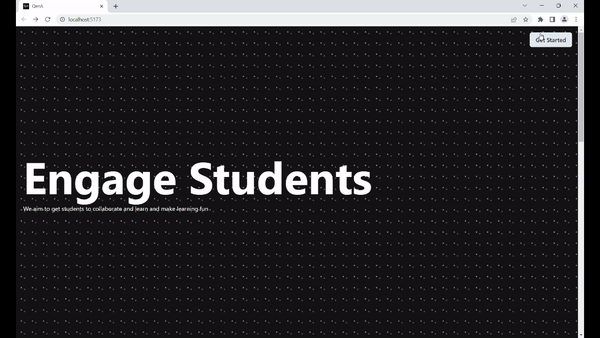 localhost:5173
Get Started
Engage Students
We aim to get students to collaborate and learn and make learning fun